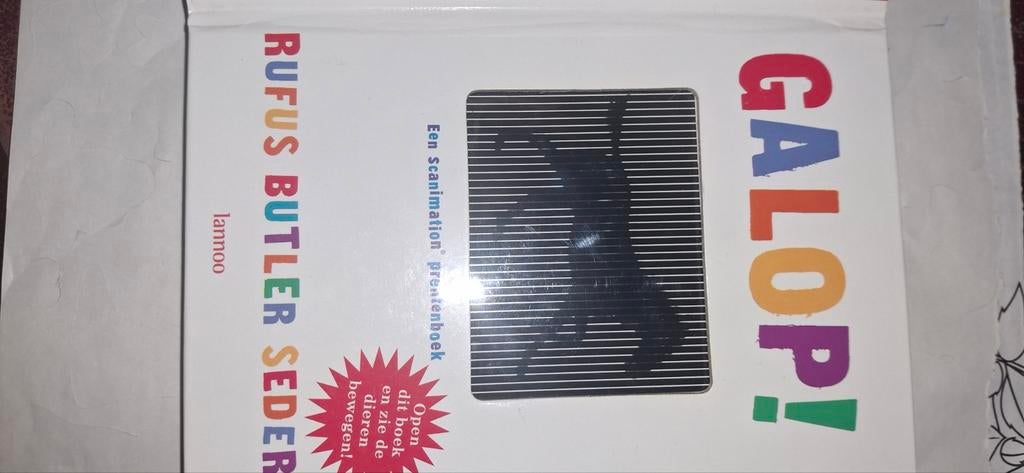 GALOP!
Een Scanimation® prentenboek
Open
dit boek
en zie de
dieren
bewegen!
RUFUS BUTLER SEDER
lannoo